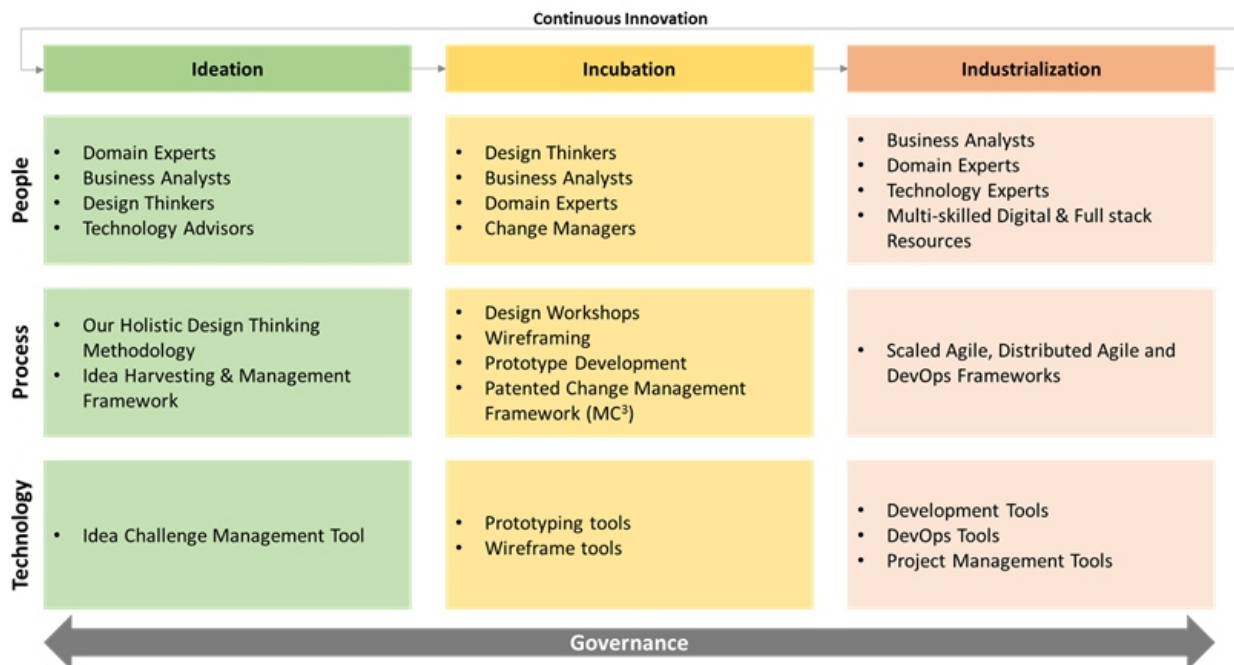 Continuous Innovation
Ideation
Incubation
Industrialization
People
• Domain Experts
• Business Analysts
• Design Thinkers
• Technology Advisors
• Design Thinkers
• Business Analysts
• Domain Experts
• Change Managers
• Business Analysts
• Domain Experts
• Technology Experts
• Multi-skilled Digital & Full stack
Resources
Process
• Our Holistic Design Thinking
Methodology
• Idea Harvesting & Management
Framework
• Design Workshops
• Wireframing
• Prototype Development
• Patented Change Management
Framework (MC³)
• Scaled Agile, Distributed Agile and
DevOps Frameworks
Technology
• Idea Challenge Management Tool
• Prototyping tools
• Wireframe tools
• Development Tools
• DevOps Tools
• Project Management Tools
Governance